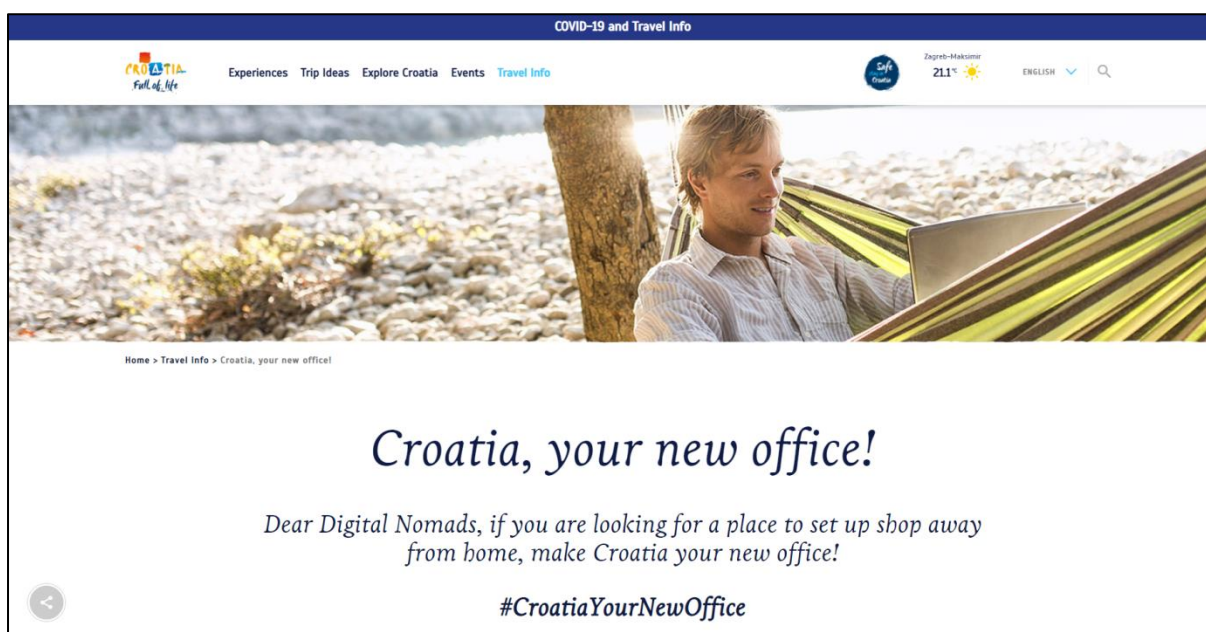 COVID-19 and Travel Info
CROATIA
Full of life
Experiences Trip Ideas Explore Croatia Events Travel Info
Safe
Croatia
Zagreb-Maksimir
21.1 °C
ENGLISH
Home > Travel Info > Croatia, your new office!
Croatia, your new office!
Dear Digital Nomads, if you are looking for a place to set up shop away
from home, make Croatia your new office!
#CroatiaYourNewOffice